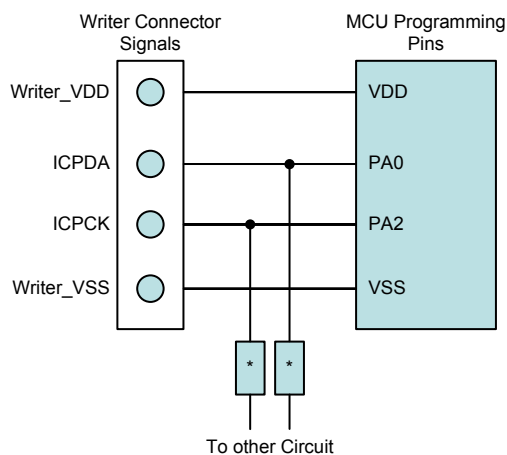 Writer Connector
Signals
MCU Programming
Pins
Writer_VDD
VDD
ICPDA
PA0
ICPCK
PA2
Writer_VSS
VSS
* *
To other Circuit